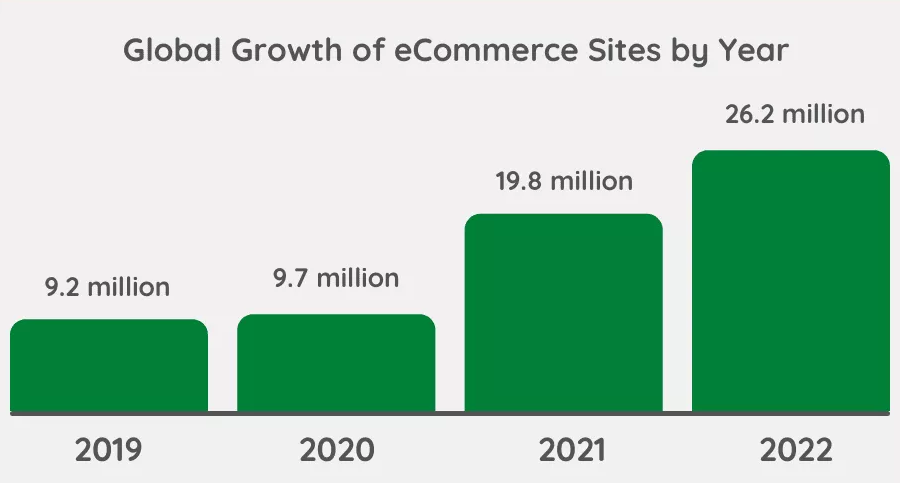 Global Growth of eCommerce Sites by Year
26.2 million
19.8 million
9.7 million
9.2 million
2019 2020 2021 2022